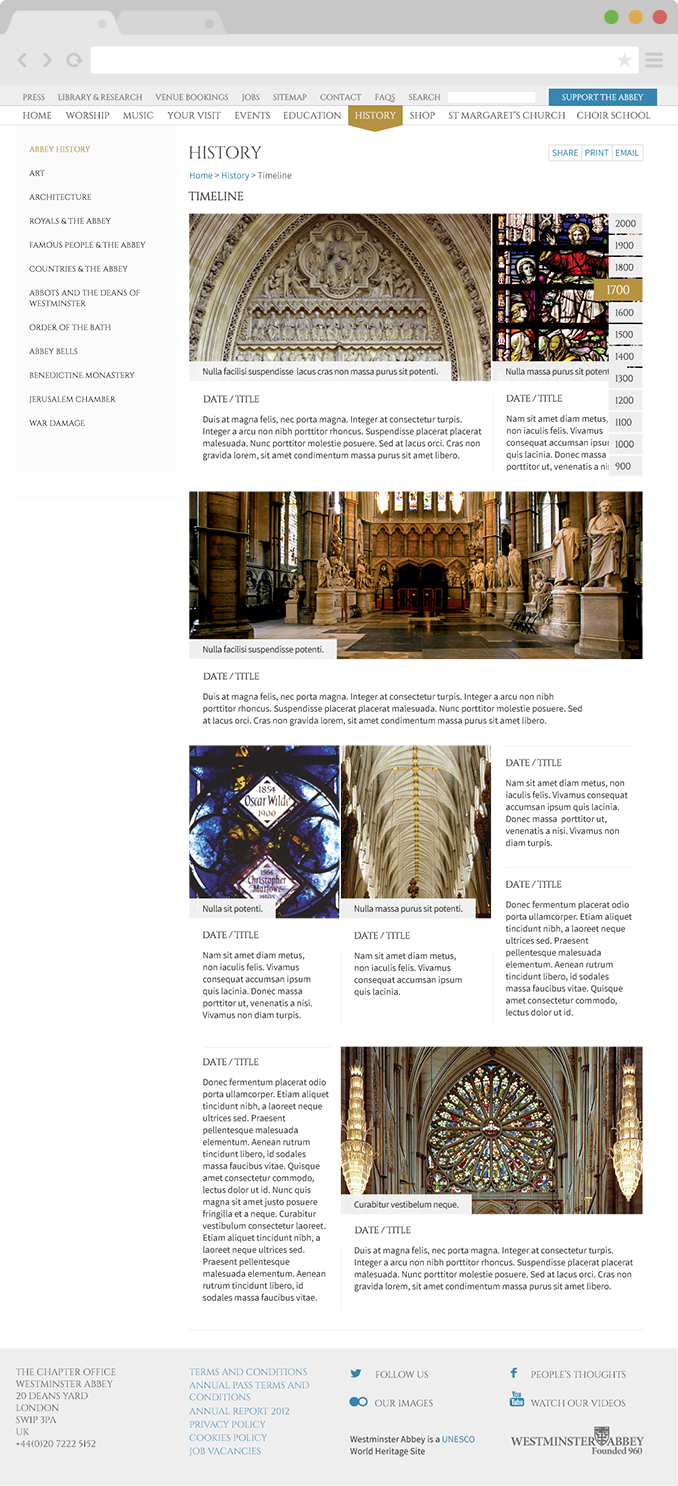 PRESS LIBRARY & RESEARCH VENUE BOOKINGS JOBS SITEMAP CONTACT FAQS SEARCH SUPPORT THE ABBEY
HOME WORSHIP MUSIC YOUR VISIT EVENTS EDUCATION HISTORY SHOP ST MARGARET'S CHURCH CHOIR SCHOOL
ABBEY HISTORY
ART
ARCHITECTURE
ROYALS & THE ABBEY
FAMOUS PEOPLE & THE ABBEY
COUNTRIES & THE ABBEY
ABBOTS AND THE DEANS OF
WESTMINSTER
ORDER OF THE BATH
ABBEY BELLS
BENEDICTINE MONASTERY
JERUSALEM CHAMBER
WAR DAMAGE
HISTORY
SHARE PRINT EMAIL
Home > History > Timeline
TIMELINE
2000
1900
1800
1700
1600
1500
1400
1300
1200
1100
1000
900
Nulla facilisi suspendisse lacus cras non massa purus sit potenti.
DATE / TITLE
Duis at magna felis, nec porta magna. Integer at consectetur turpis.
Integer a arcu non nibh porttitor rhoncus. Suspendisse placerat placerat
malesuada. Nunc porttitor molestie posuere. Sed at lacus orci. Cras non
gravida lorem, sit amet condimentum massa purus sit amet libero.
Nulla massa purus sit potent
DATE / TITLE
Nam sit amet diam metus,
non iaculis felis. Vivamus
consequat accumsan ipsu
quis lacinia. Donec massa
porttitor ut, venenatis a ni
Nulla facilisi suspendisse potenti.
DATE / TITLE
Duis at magna felis, nec porta magna. Integer at consectetur turpis. Integer a arcu non nibh
porttitor rhoncus. Suspendisse placerat placerat malesuada. Nunc porttitor molestie posuere. Sed
at lacus orci. Cras non gravida lorem, sit amet condimentum massa purus sit amet libero.
1854
Oscar Wilde
1900
1564
Christopher
Marlowe
Nulla sit potenti.
DATE / TITLE
Nam sit amet diam metus,
non iaculis felis. Vivamus
consequat accumsan ipsum
quis lacinia. Donec massa
porttitor ut, venenatis a nisi.
Vivamus non diam turpis.
Nulla massa purus sit potenti.
DATE / TITLE
Nam sit amet diam metus,
non iaculis felis. Vivamus
consequat accumsan ipsum
quis lacinia.
DATE / TITLE
Nam sit amet diam metus, non
iaculis felis. Vivamus consequat
accumsan ipsum quis lacinia.
Donec massa porttitor ut,
venenatis a nisi. Vivamus non
diam turpis.
DATE / TITLE
Donec fermentum placerat odio
porta ullamcorper. Etiam aliquet
tincidunt nibh, a laoreet neque
ultrices sed. Praesent
pellentesque malesuada
elementum. Aenean rutrum
tincidunt libero, id sodales
massa faucibus vitae. Quisque
amet consectetur commodo,
lectus dolor ut id.
DATE / TITLE
Donec fermentum placerat odio
porta ullamcorper. Etiam aliquet
tincidunt nibh, a laoreet neque
ultrices sed. Praesent
pellentesque malesuada
elementum. Aenean rutrum
tincidunt libero, id sodales
massa faucibus vitae. Quisque
amet consectetur commodo,
lectus dolor ut id. Nunc quis
magna sit amet justo posuere
fringilla et a neque. Curabitur
vestibulum consectetur laoreet.
Etiam aliquet tincidunt nibh, a
laoreet neque ultrices sed.
Praesent pellentesque
malesuada elementum. Aenean
rutrum tincidunt libero, id
sodales massa faucibus vitae.
Curabitur vestibelum neque.
DATE / TITLE
Duis at magna felis, nec porta magna. Integer at consectetur turpis.
Integer a arcu non nibh porttitor rhoncus. Suspendisse placerat placerat
malesuada. Nunc porttitor molestie posuere. Sed at lacus orci. Cras non
gravida lorem, sit amet condimentum massa purus sit amet libero.
THE CHAPTER OFFICE
WESTMINSTER ABBEY
20 DEANS YARD
LONDON
SW1P 3PA
UK
+44(0)20 7222 5152
TERMS AND CONDITIONS
ANNUAL PASS TERMS AND
CONDITIONS
ANNUAL REPORT 2012
PRIVACY POLICY
COOKIES POLICY
JOB VACANCIES
FOLLOW US
OUR IMAGES
Westminster Abbey is a UNESCO
World Heritage Site
f PEOPLE'S THOUGHTS
You Tube WATCH OUR VIDEOS
WESTMINSTER ABBEY
Founded 960